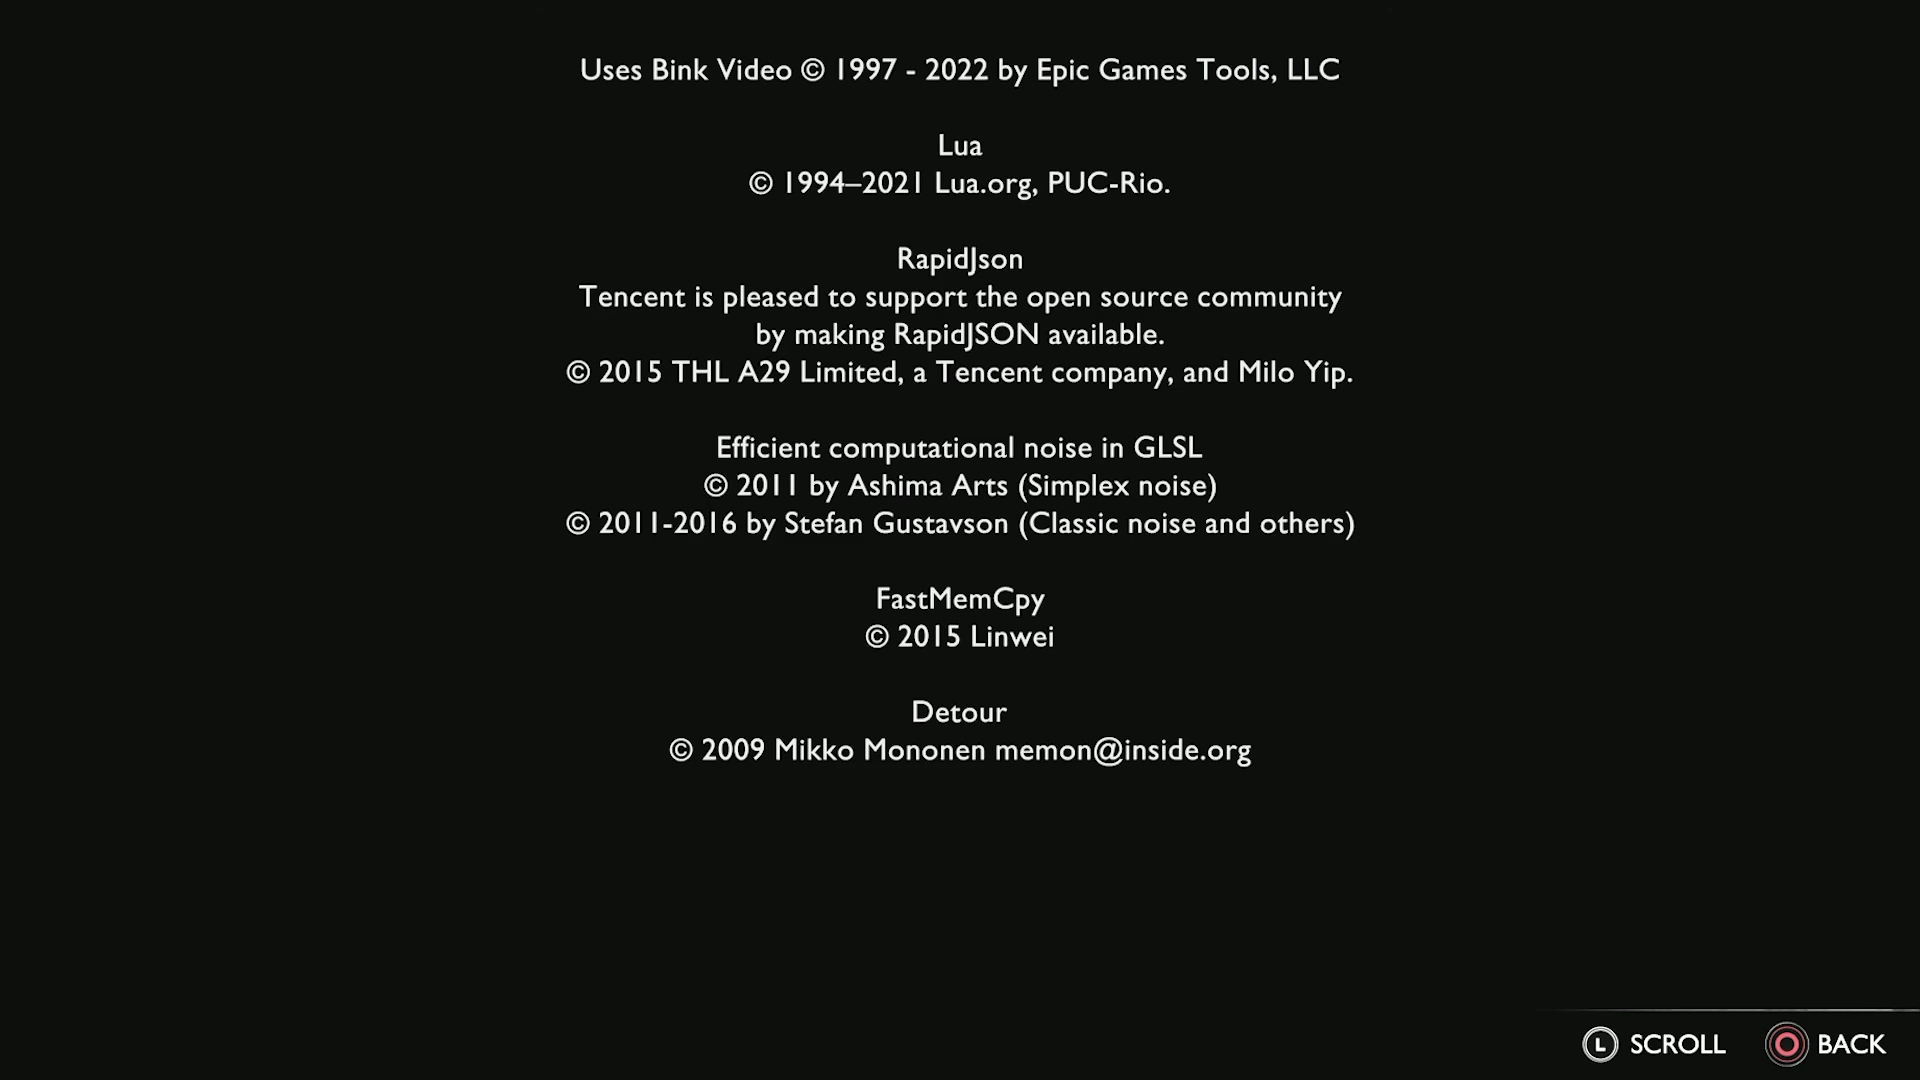 Uses Bink Video © 1997 - 2022 by Epic Games Tools, LLC
Lua
© 1994–2021 Lua.org, PUC-Rio.
RapidJson
Tencent is pleased to support the open source community
by making RapidJSON available.
© 2015 THL A29 Limited, a Tencent company, and Milo Yip.
Efficient computational noise in GLSL
© 2011 by Ashima Arts (Simplex noise)
© 2011-2016 by Stefan Gustavson (Classic noise and others)
FastMemCpy
© 2015 Linwei
Detour
© 2009 Mikko Mononen memon@inside.org
L SCROLL BACK